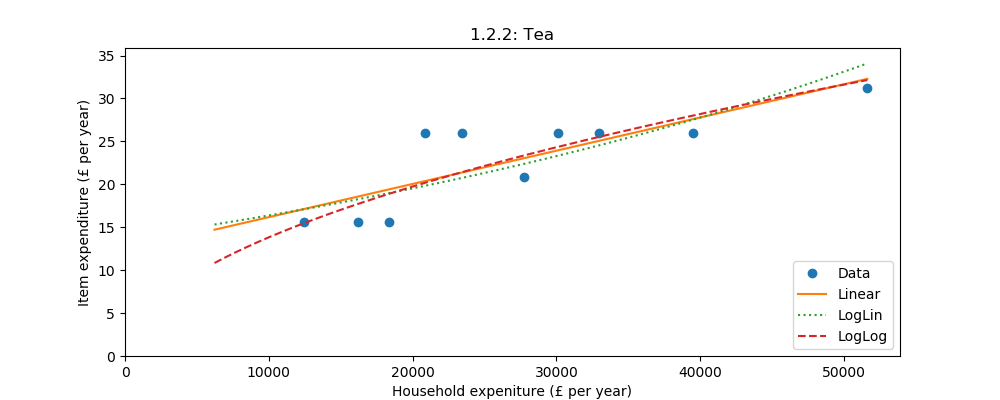 1.2.2: Tea
Item expenditure (£ per year)
35
30
25
20
15
10
5
0
0 10000 20000 30000 40000 50000
Household expeniture (£ per year)
Data
Linear
LogLin
LogLog